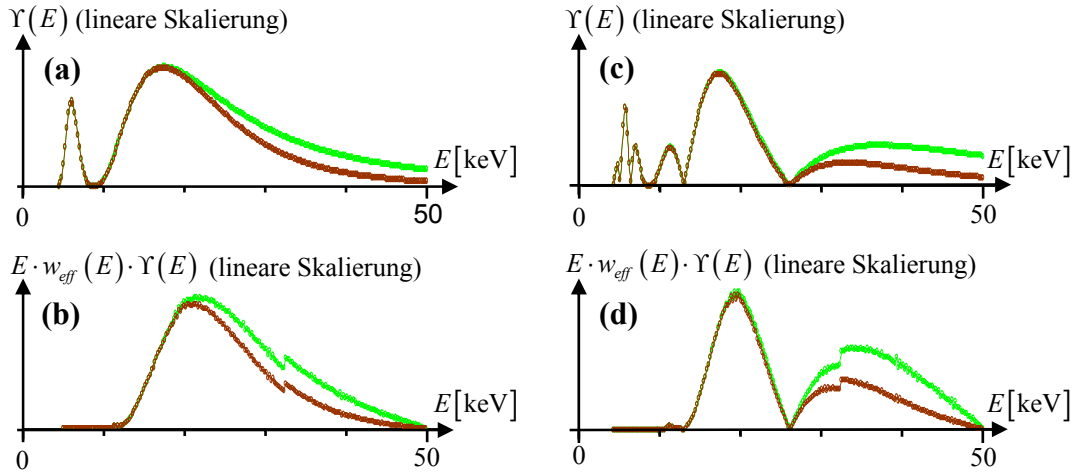 ϒ(E) (lineare Skalierung)
(a)
E[keV]
0
50
ϒ(E) (lineare Skalierung)
(c)
E[keV]
0
50
E · w_eff (E) · ϒ(E) (lineare Skalierung)
(b)
E[keV]
0
50
E · w_eff (E) · ϒ(E) (lineare Skalierung)
(d)
E[keV]
0
50